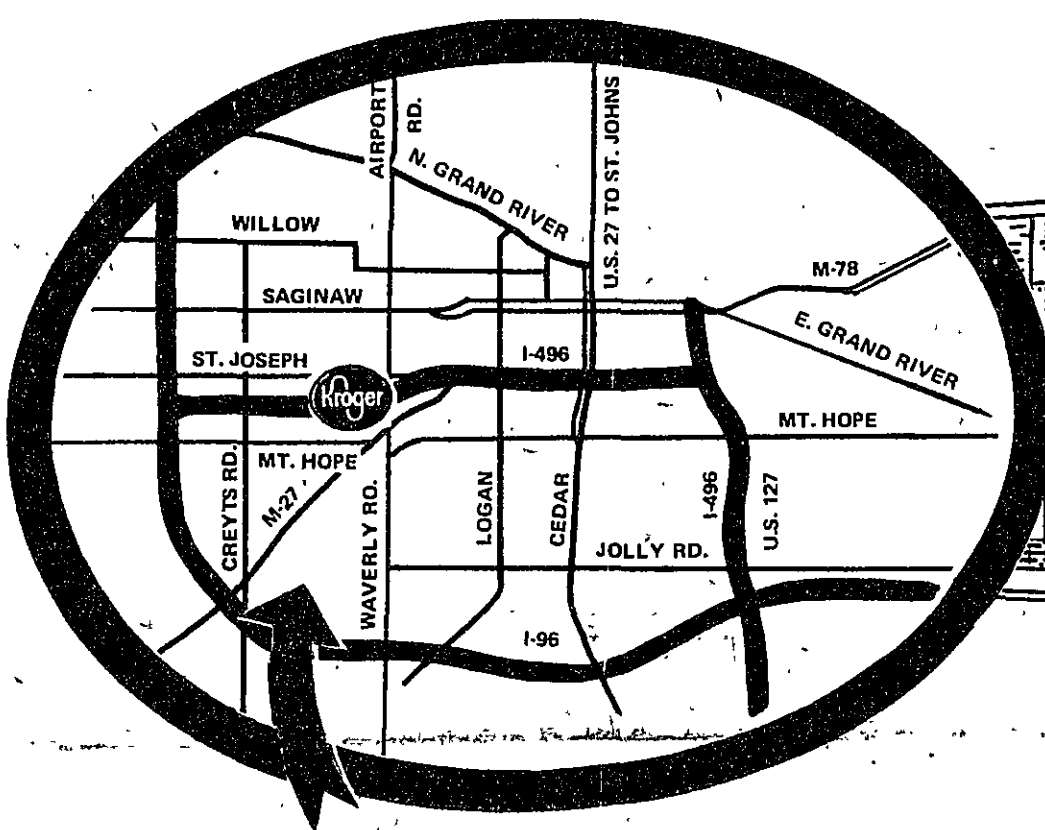 AIRPORT
RD.
U.S. 27 TO ST. JOHNS
N. GRAND RIVER
WILLOW
M-78
SAGINAW
E. GRAND RIVER
ST. JOSEPH
I-496
Kroger
MT. HOPE
MT. HOPE
CREYTS RD.
M-27
WAVERLY RD.
LOGAN
CEDAR
I-496
U.S. 127
JOLLY RD.
I-96